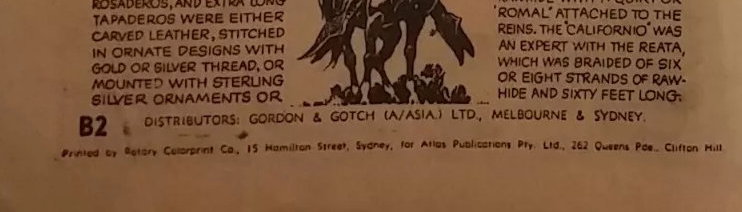 ROSADEROS, AND EXTRA LONG
TAPADEROS WERE EITHER
CARVED LEATHER, STITCHED
IN ORNATE DESIGNS WITH
GOLD OR SILVER THREAD, OR
MOUNTED WITH STERLING
SILVER ORNAMENTS OR
'ROMAL' ATTACHED TO THE
REINS. THE 'CALIFORNIO' WAS
AN EXPERT WITH THE REATA,
WHICH WAS BRAIDED OF SIX
OR EIGHT STRANDS OF RAW-
HIDE AND SIXTY FEET LONG.
B2 DISTRIBUTORS: GORDON & GOTCH (A/ASIA.) LTD., MELBOURNE & SYDNEY.
Printed by Rotary Colorprint Co., 15 Hamilton Street, Sydney, for Atlas Publications Pty. Ltd., 262 Queens Pde., Clifton Hill